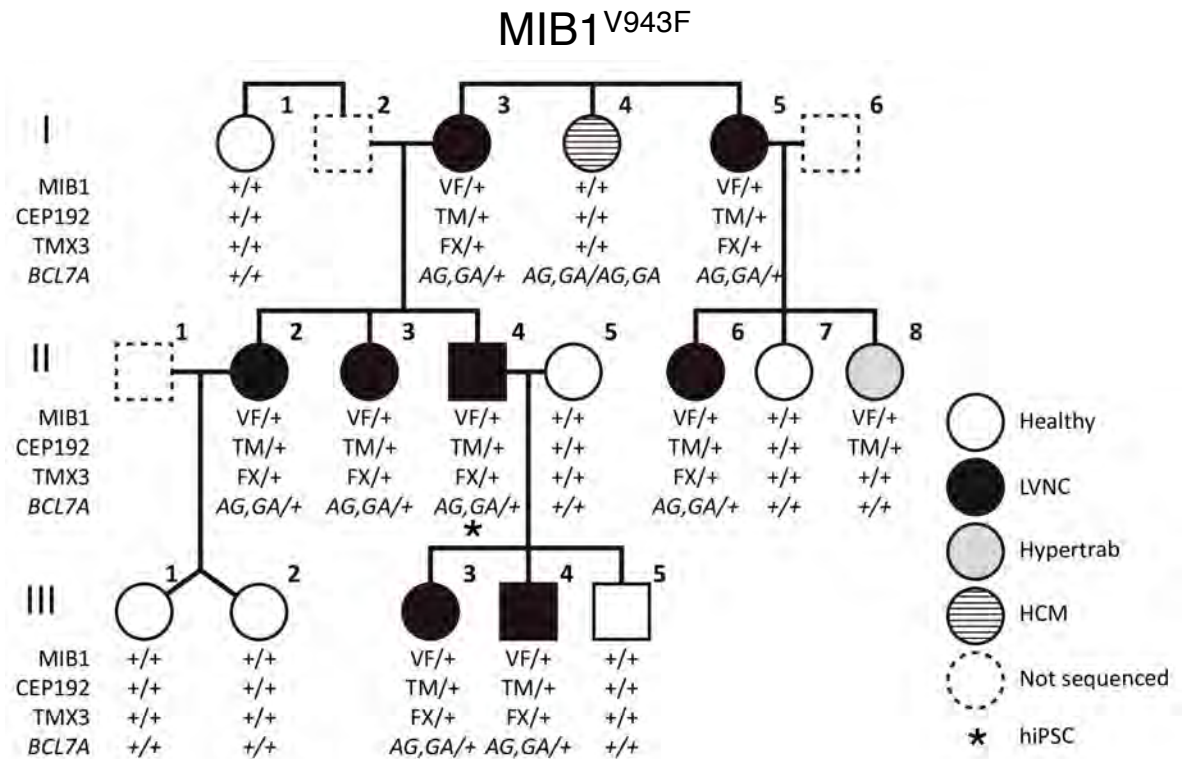 MIB1V943F
1 2 3 4 5 6
I
MIB1 +/+ VF/+ +/+ VF/+
CEP192 +/+ TM/+ +/+ TM/+
TMX3 +/+ FX/+ +/+ FX/+
BCL7A +/+ AG,GA/+ AG,GA/AG,GA AG,GA/+
1 2 3 4 5 6 7 8
II
MIB1 VF/+ VF/+ VF/+ +/+ VF/+ +/+ VF/+
CEP192 TM/+ TM/+ TM/+ +/+ TM/+ +/+ TM/+
TMX3 FX/+ FX/+ FX/+ +/+ FX/+ +/+ +/+
BCL7A AG,GA/+ AG,GA/+ AG,GA/+ +/+ AG,GA/+ +/+ +/+
*
1 2 3 4 5
III
MIB1 +/+ +/+ VF/+ VF/+ +/+
CEP192 +/+ +/+ TM/+ TM/+ +/+
TMX3 +/+ +/+ FX/+ FX/+ +/+
BCL7A +/+ +/+ AG,GA/+ AG,GA/+ +/+
Healthy
LVNC
Hypertrab
HCM
Not sequenced
* hiPSC